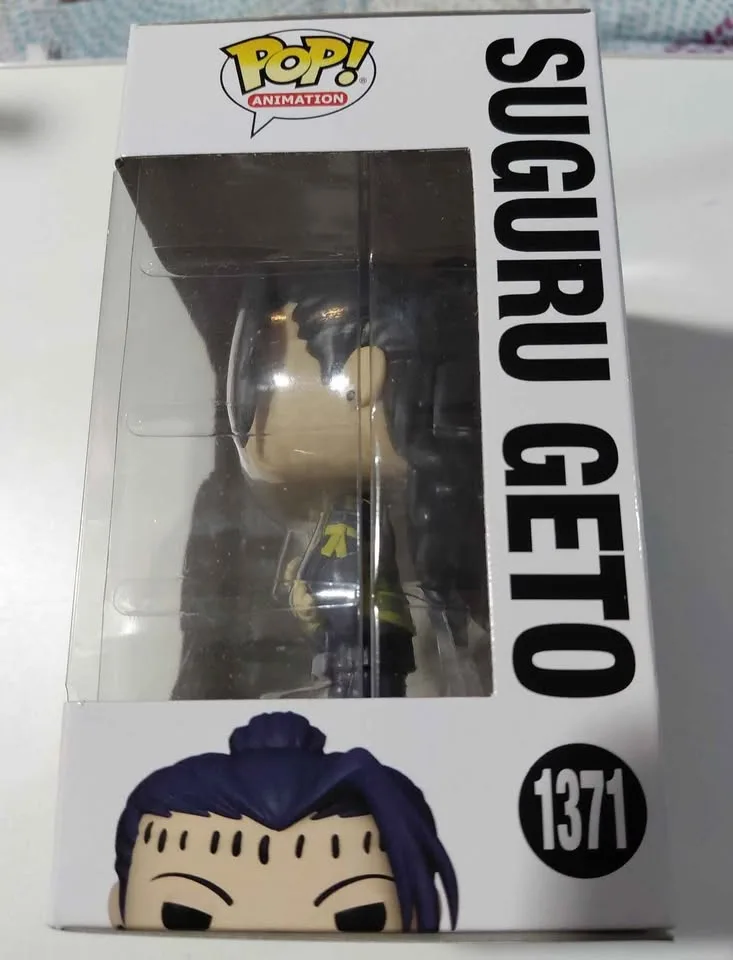 POP!
®
ANIMATION
SUGURU GETO
1371